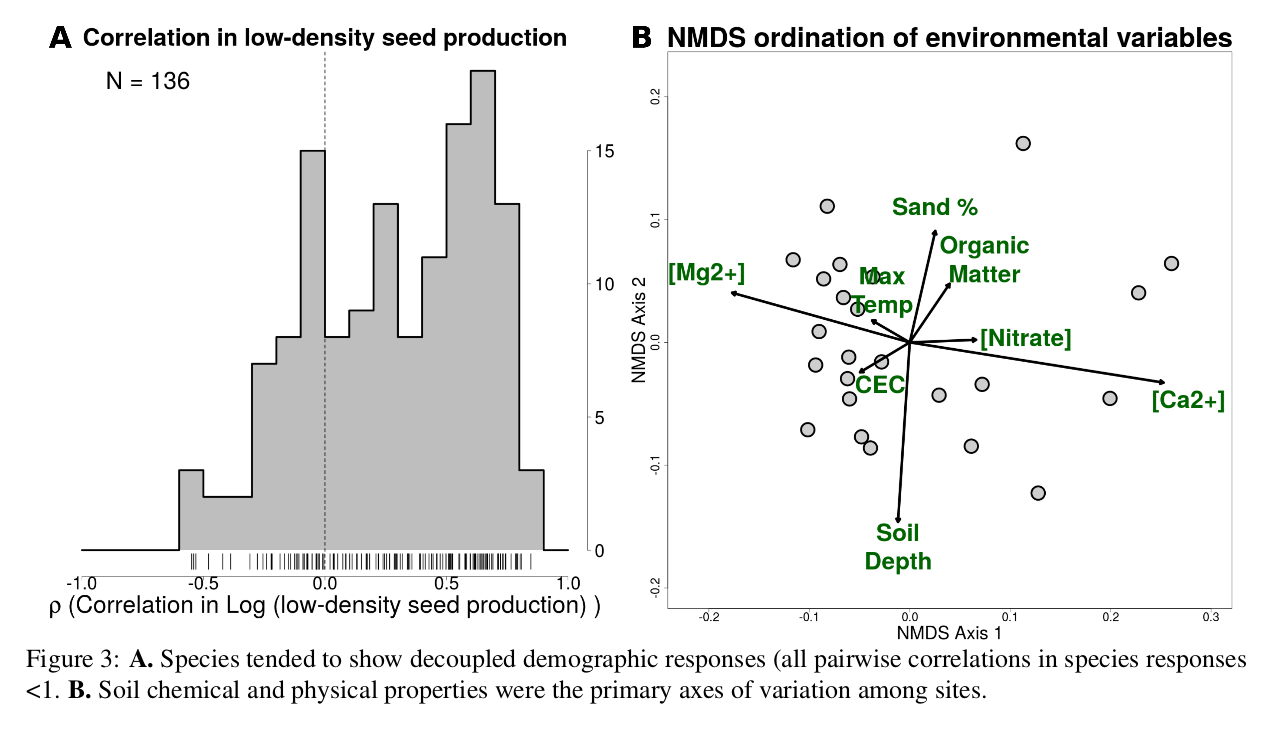 A Correlation in low-density seed production
N = 136
15
10
5
0
-1.0 -0.5 0.0 0.5 1.0
ρ (Correlation in Log (low-density seed production) )
B NMDS ordination of environmental variables
0.2
0.1
0.0
-0.1
-0.2
NMDS Axis 2
Sand %
Organic
Matter
[Mg2+]
Max
Temp
[Nitrate]
CEC
[Ca2+]
Soil
Depth
-0.2 -0.1 0.0 0.1 0.2 0.3
NMDS Axis 1
Figure 3: A. Species tended to show decoupled demographic responses (all pairwise correlations in species responses
<1. B. Soil chemical and physical properties were the primary axes of variation among sites.